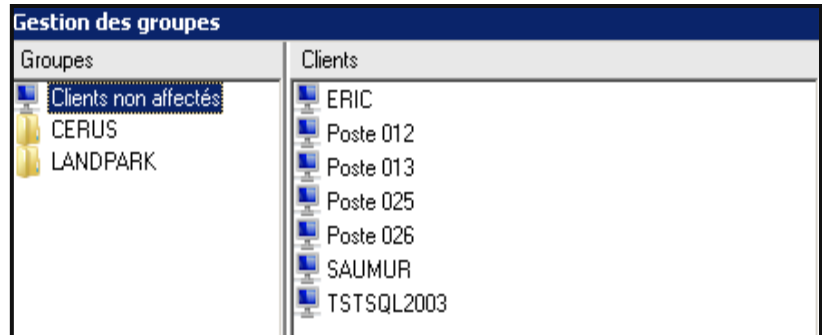 Gestion des groupes
Groupes
Clients non affectés
CERUS
LANDPARK
Clients
ERIC
Poste 012
Poste 013
Poste 025
Poste 026
SAUMUR
TSTSQL2003